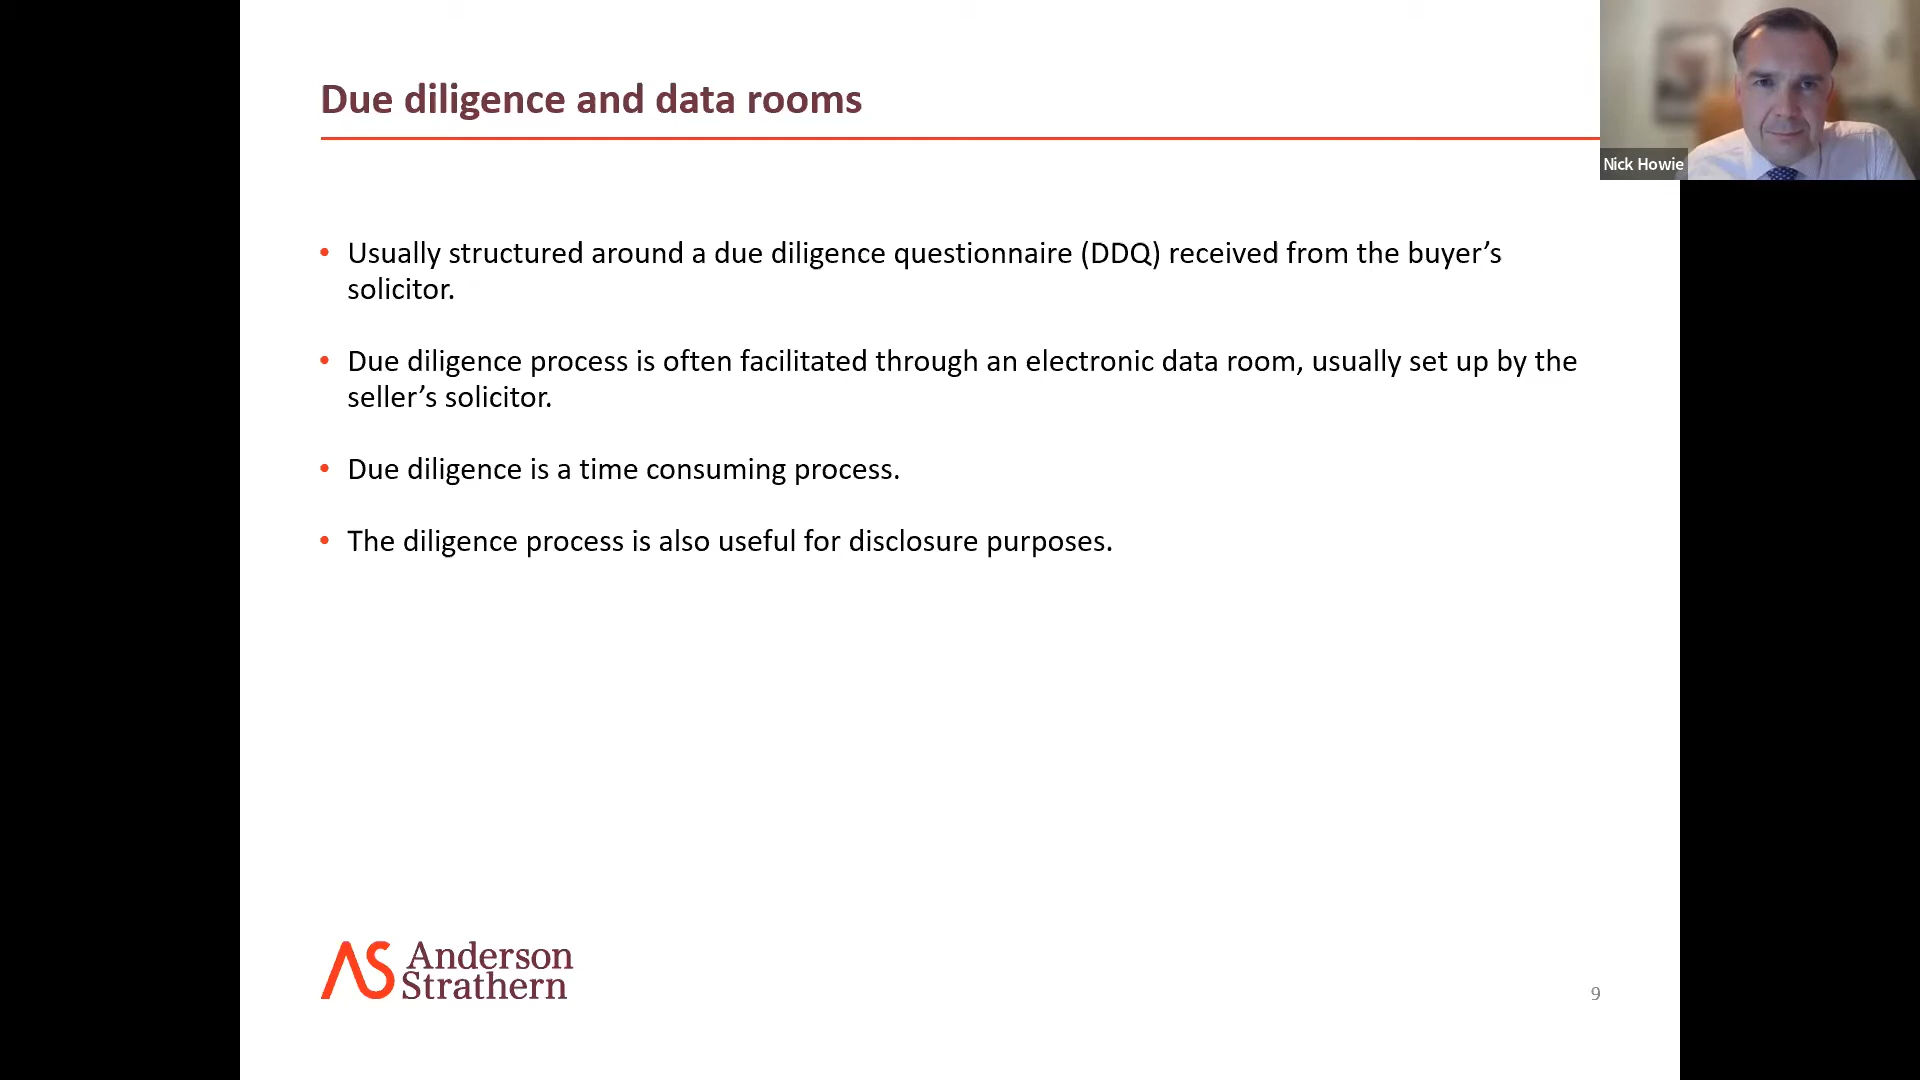 Due diligence and data rooms
Nick Howie
• Usually structured around a due diligence questionnaire (DDQ) received from the buyer’s
solicitor.
• Due diligence process is often facilitated through an electronic data room, usually set up by the
seller’s solicitor.
• Due diligence is a time consuming process.
• The diligence process is also useful for disclosure purposes.
AS Anderson
Strathern
9